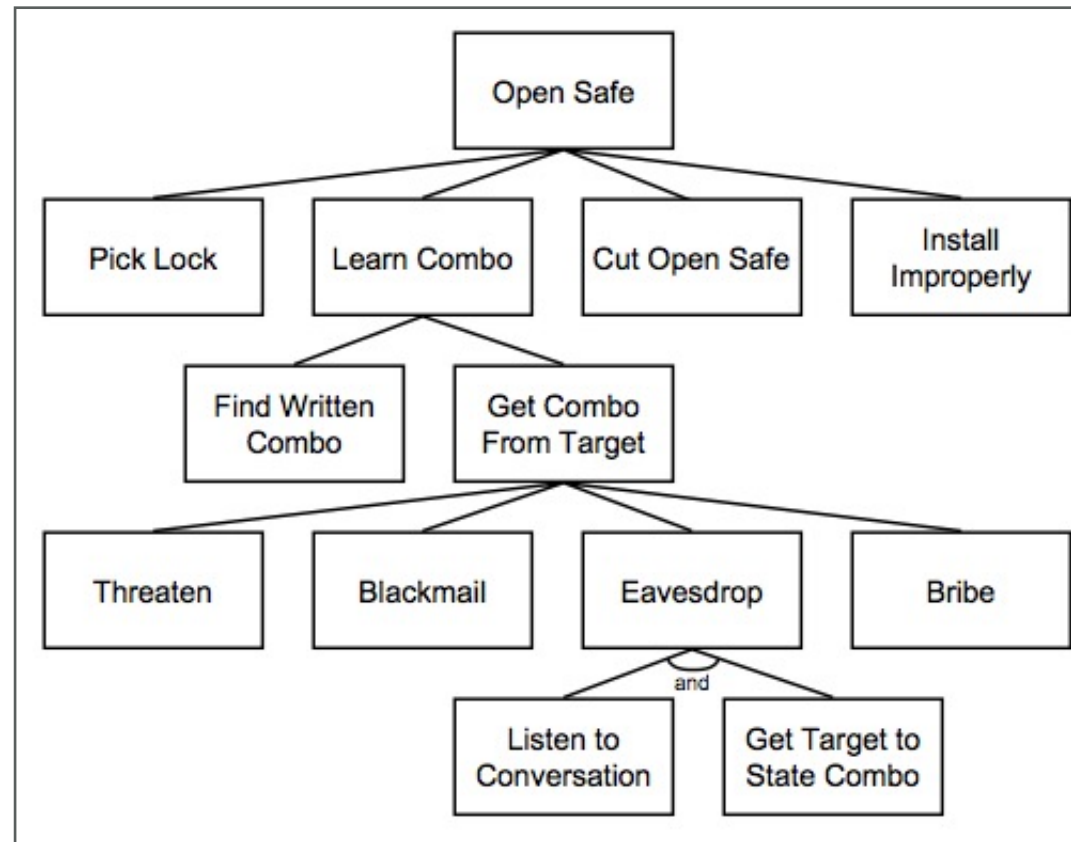 Open Safe
Pick Lock
Learn Combo
Cut Open Safe
Install
Improperly
Find Written
Combo
Get Combo
From Target
Threaten
Blackmail
Eavesdrop
Bribe
and
Listen to
Conversation
Get Target to
State Combo